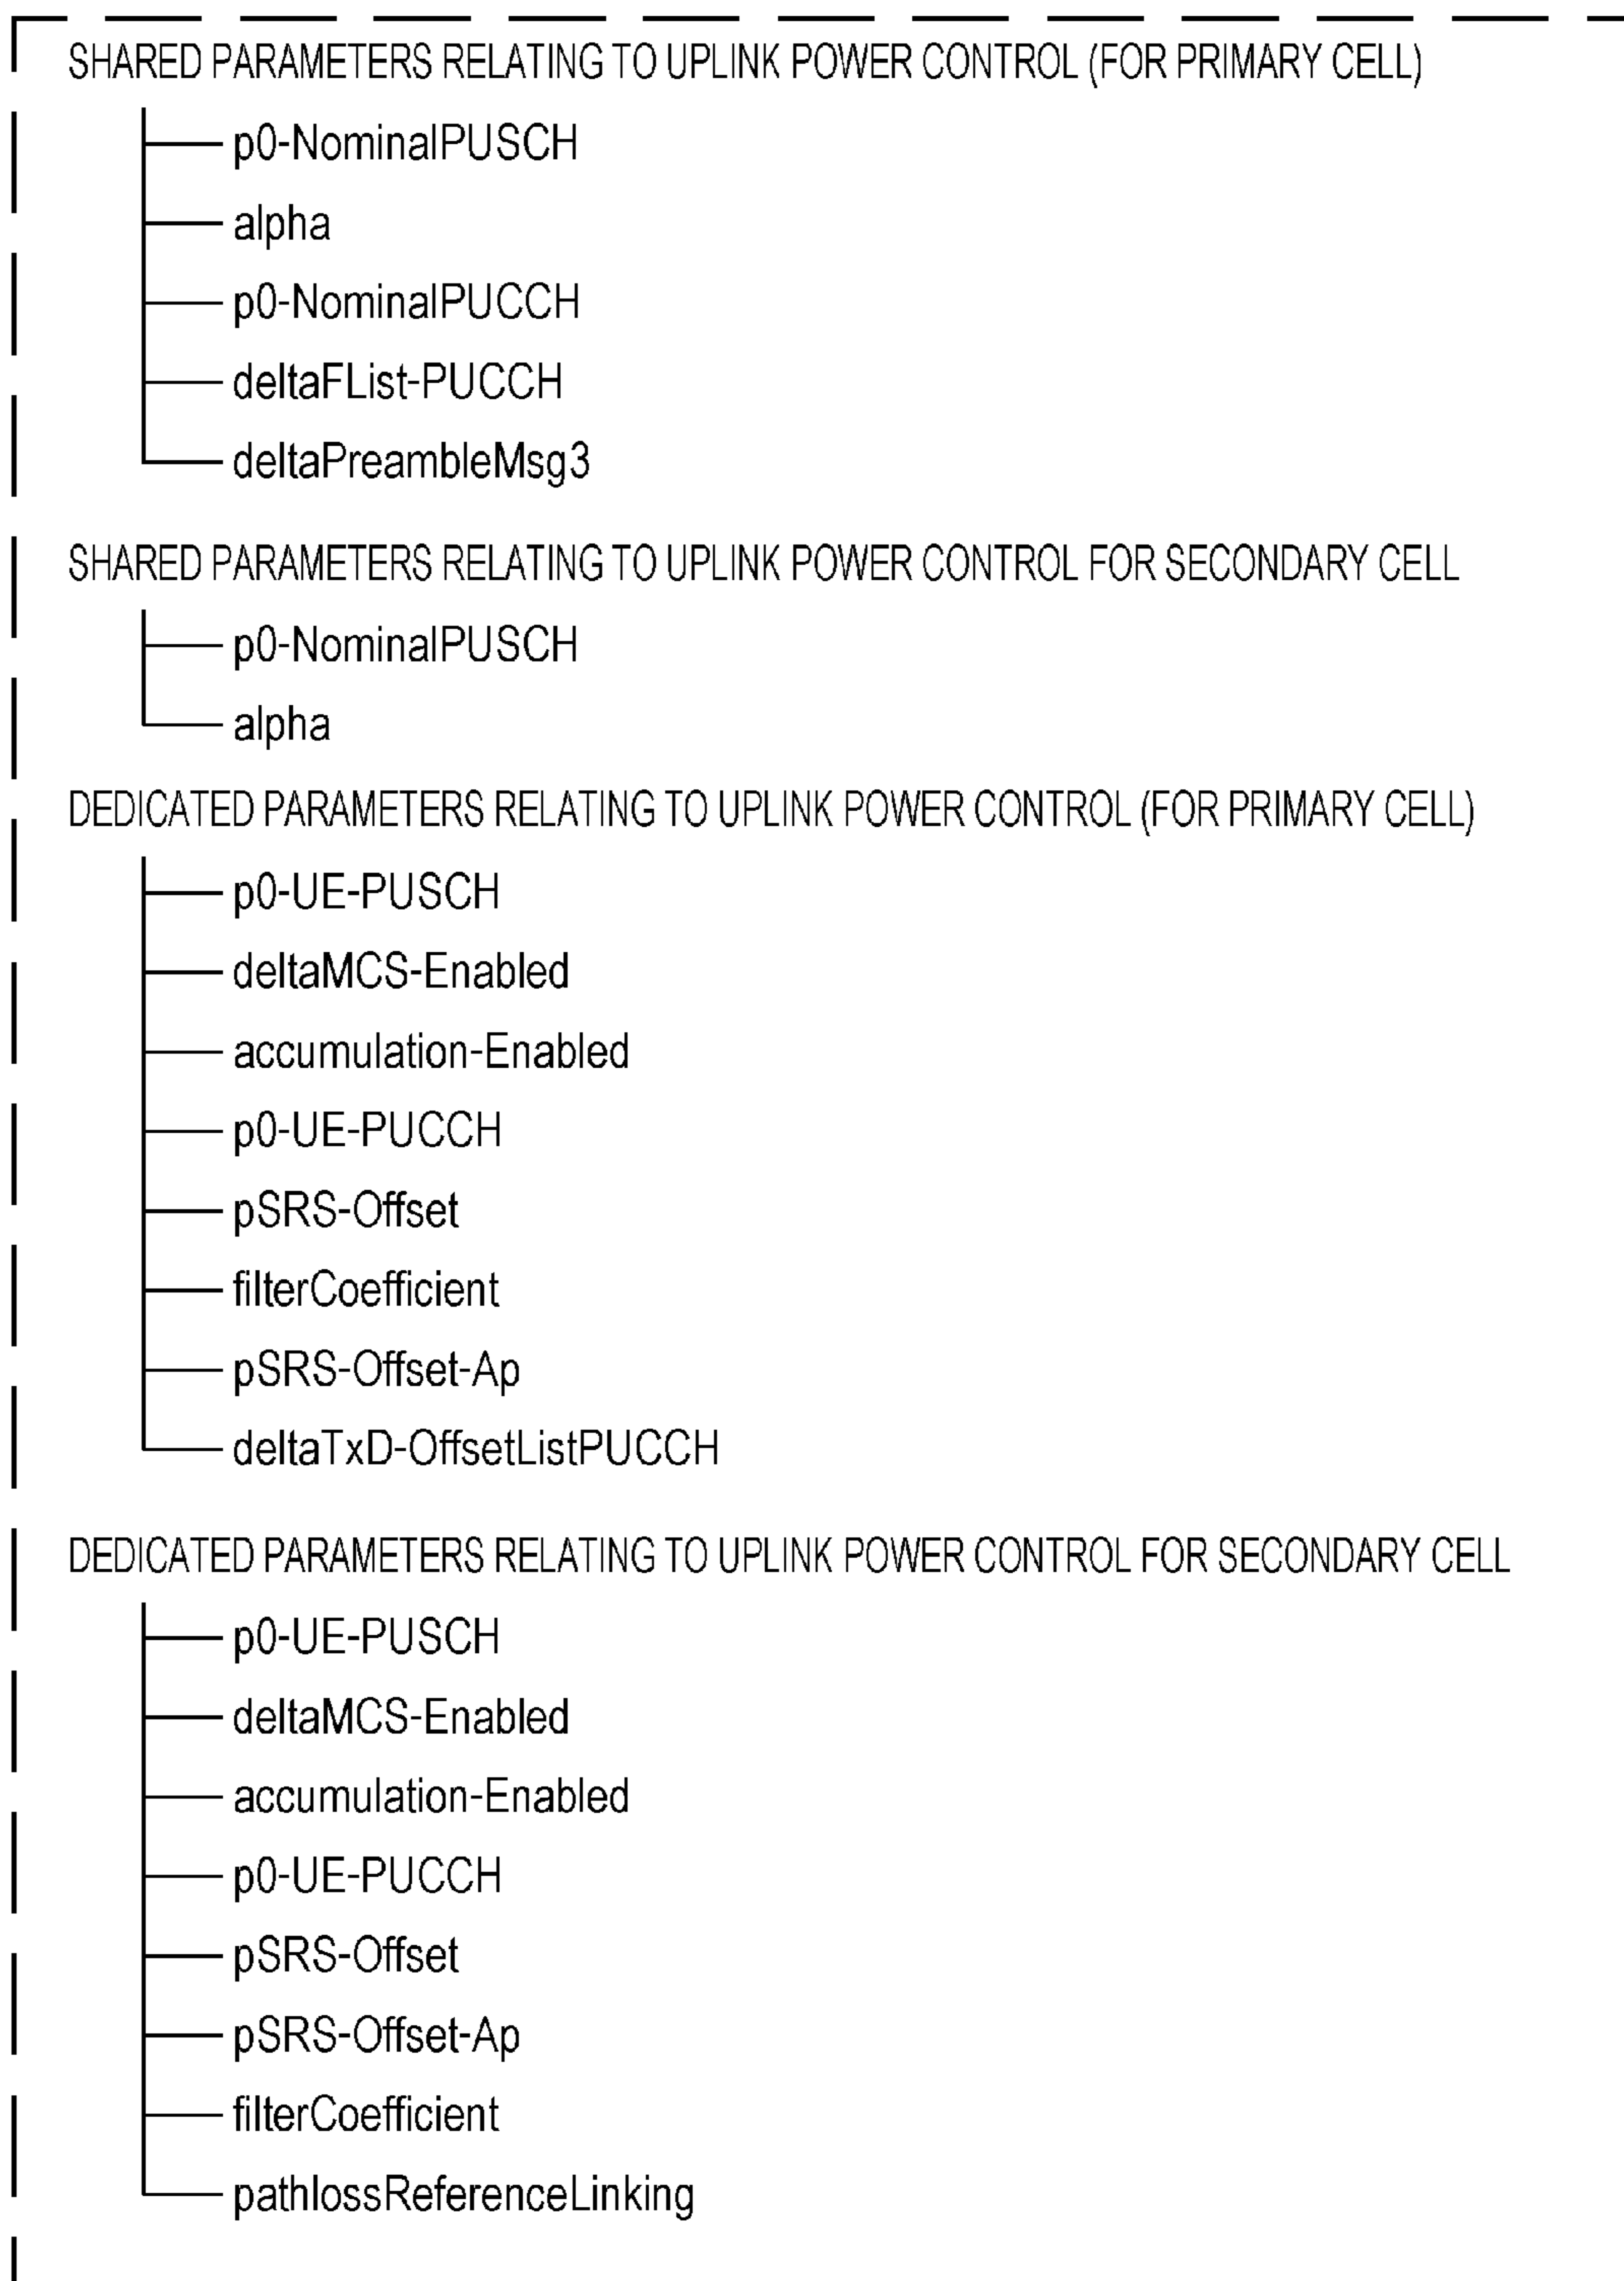 SHARED PARAMETERS RELATING TO UPLINK POWER CONTROL (FOR PRIMARY CELL)
p0-NominalPUSCH
alpha
p0-NominalPUCCH
deltaFList-PUCCH
deltaPreambleMsg3
SHARED PARAMETERS RELATING TO UPLINK POWER CONTROL FOR SECONDARY CELL
p0-NominalPUSCH
alpha
DEDICATED PARAMETERS RELATING TO UPLINK POWER CONTROL (FOR PRIMARY CELL)
p0-UE-PUSCH
deltaMCS-Enabled
accumulation-Enabled
p0-UE-PUCCH
pSRS-Offset
filterCoefficient
pSRS-Offset-Ap
deltaTxD-OffsetListPUCCH
DEDICATED PARAMETERS RELATING TO UPLINK POWER CONTROL FOR SECONDARY CELL
p0-UE-PUSCH
deltaMCS-Enabled
accumulation-Enabled
p0-UE-PUCCH
pSRS-Offset
pSRS-Offset-Ap
filterCoefficient
pathlossReferenceLinking